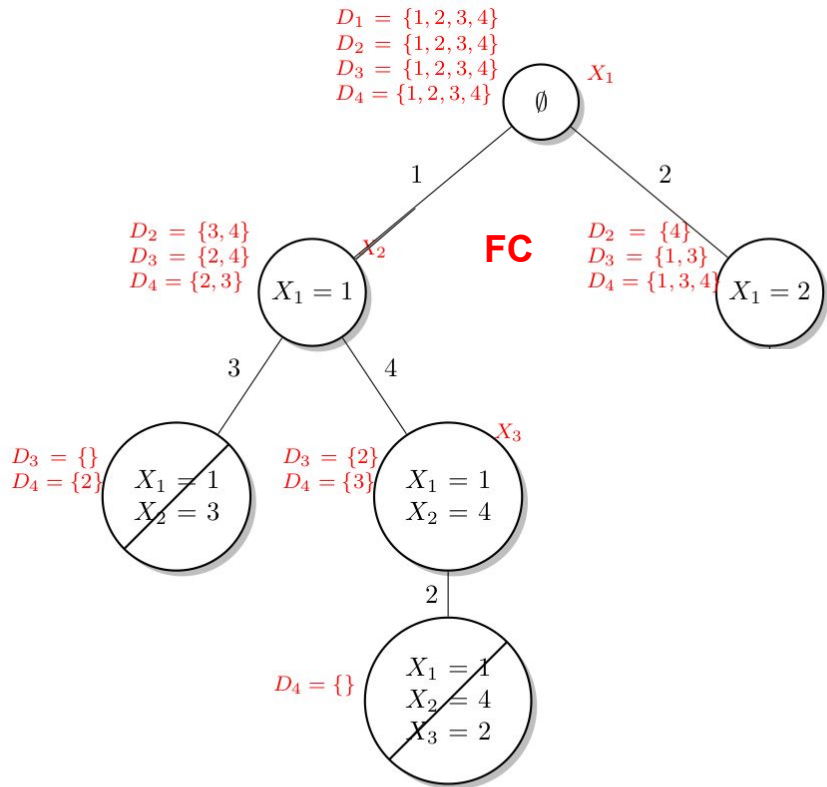 D₁ = {1, 2, 3, 4}
D₂ = {1, 2, 3, 4}
D₃ = {1, 2, 3, 4}
D₄ = {1, 2, 3, 4}
X₁
∅
1
2
D₂ = {3, 4}
D₃ = {2, 4}
D₄ = {2, 3}
X₂
X₁ = 1
FC
D₂ = {4}
D₃ = {1, 3}
D₄ = {1, 3, 4}
X₁ = 2
3
4
D₃ = {}
D₄ = {2}
X₁ = 1
X₂ = 3
D₃ = {2}
D₄ = {3}
X₃
X₁ = 1
X₂ = 4
2
D₄ = {}
X₁ = 1
X₂ = 4
X₃ = 2